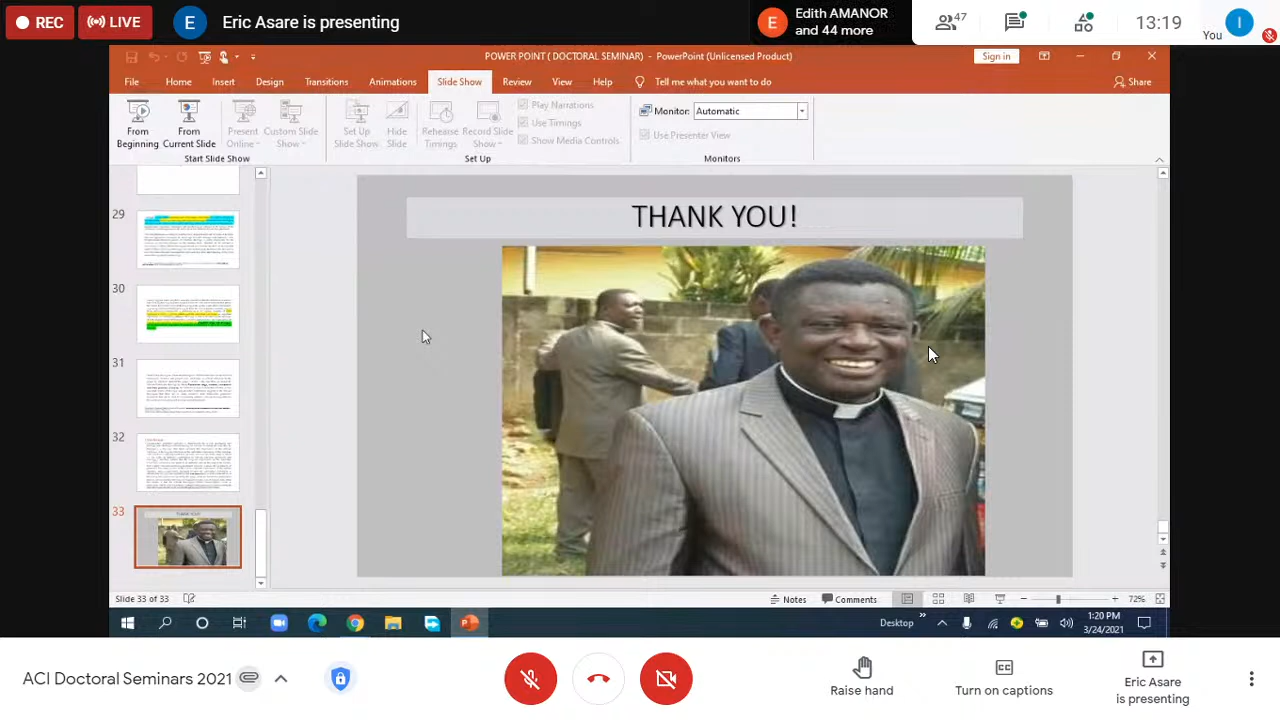 REC
LIVE
E
Eric Asare is presenting
E
Edith AMANOR
and 44 more
47
13:19
You
I
POWER POINT ( DOCTORAL SEMINAR) - PowerPoint (Unlicensed Product)
Sign in
File Home Insert Design Transitions Animations Slide Show Review View Help Tell me what you want to do
Share
From
Beginning
From
Current Slide
Present
Online
Custom Slide
Show
Start Slide Show
Set Up
Slide Show
Hide
Slide
Rehearse
Timings
Record Slide
Show
Play Narrations
Use Timings
Show Media Controls
Set Up
Monitor: Automatic
Use Presenter View
Monitors
29
30
31
32
33
THANK YOU!
THANK YOU!
Slide 33 of 33
Notes
Comments
72%
Desktop
1:20 PM
3/24/2021
ACI Doctoral Seminars 2021
Raise hand
Turn on captions
Eric Asare
is presenting